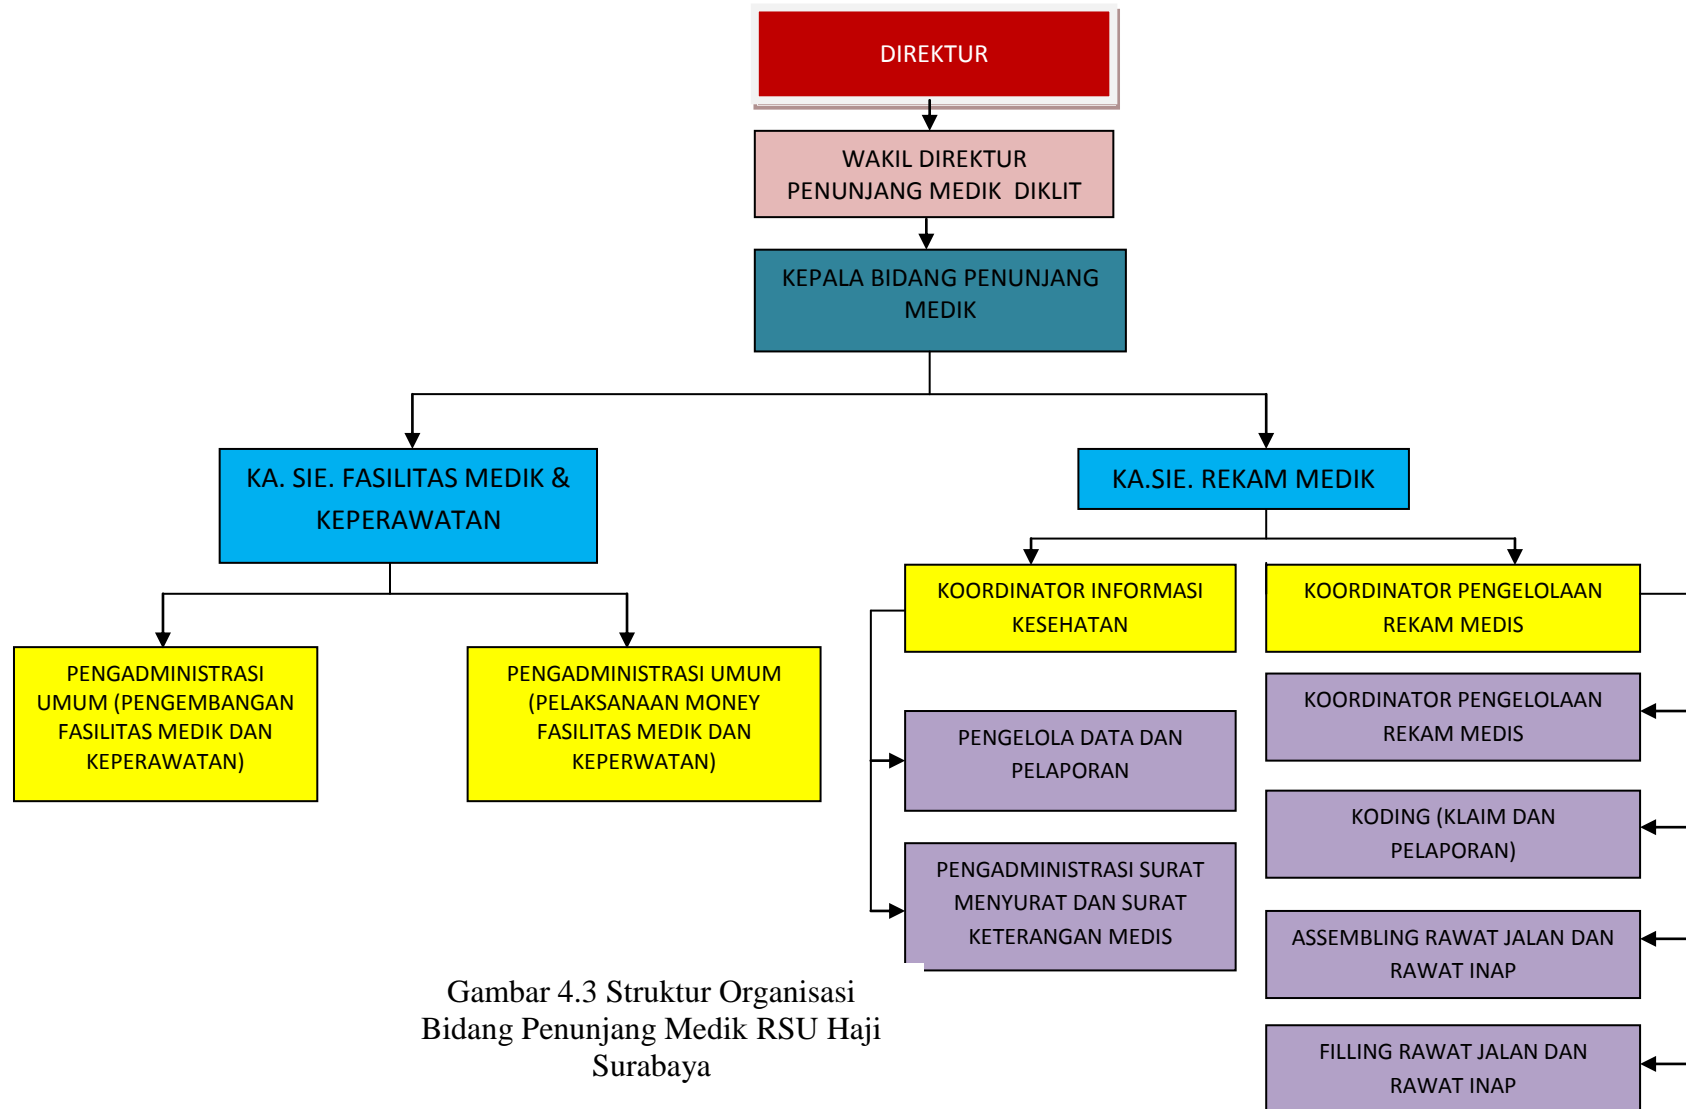 DIREKTUR
WAKIL DIREKTUR
PENUNJANG MEDIK DIKLIT
KEPALA BIDANG PENUNJANG
MEDIK
KA. SIE. FASILITAS MEDIK &
KEPERAWATAN
KA.SIE. REKAM MEDIK
PENGADMINISTRASI
UMUM (PENGEMBANGAN
FASILITAS MEDIK DAN
KEPERAWATAN)
PENGADMINISTRASI UMUM
(PELAKSANAAN MONEY
FASILITAS MEDIK DAN
KEPERWATAN)
KOORDINATOR INFORMASI
KESEHATAN
PENGELOLA DATA DAN
PELAPORAN
PENGADMINISTRASI SURAT
MENYURAT DAN SURAT
KETERANGAN MEDIS
KOORDINATOR PENGELOLAAN
REKAM MEDIS
KOORDINATOR PENGELOLAAN
REKAM MEDIS
KODING (KLAIM DAN
PELAPORAN)
ASSEMBLING RAWAT JALAN DAN
RAWAT INAP
FILLING RAWAT JALAN DAN
RAWAT INAP
Gambar 4.3 Struktur Organisasi
Bidang Penunjang Medik RSU Haji
Surabaya